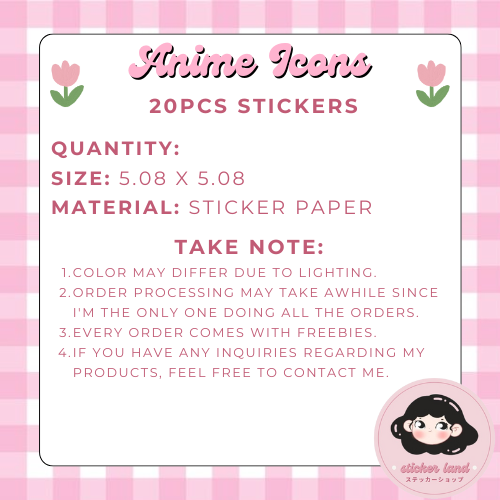 Anime Icons
20PCS STICKERS
QUANTITY:
SIZE: 5.08 X 5.08
MATERIAL: STICKER PAPER
TAKE NOTE:
1.COLOR MAY DIFFER DUE TO LIGHTING.
2.ORDER PROCESSING MAY TAKE AWHILE SINCE
I'M THE ONLY ONE DOING ALL THE ORDERS.
3.EVERY ORDER COMES WITH FREEBIES.
4.IF YOU HAVE ANY INQUIRIES REGARDING MY
PRODUCTS, FEEL FREE TO CONTACT ME.
sticker land
ステッカーショップ